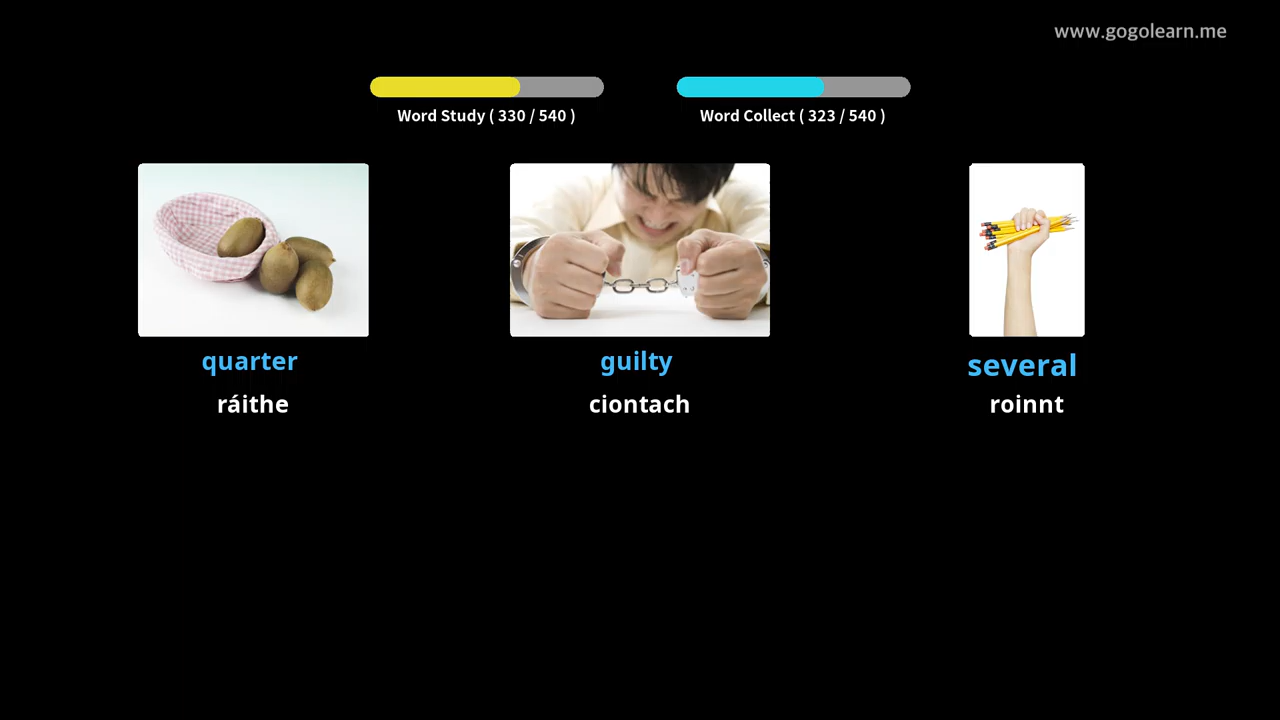 www.gogolearn.me
Word Study ( 330 / 540 )
Word Collect ( 323 / 540 )
quarter
guilty
several
ráithe
ciontach
roinnt